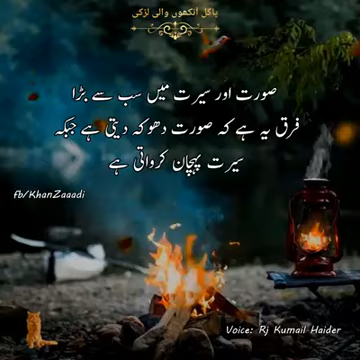 پاگل آنکھوں والی لڑکی
صورت اور سیرت میں سب سے بڑا
فرق یہ ہے کہ صورت دھوکہ دیتی ہے جبکہ
سیرت پہچان کرواتی ہے
fb/KhanZaaadi
Voice: Rj Kumail Haider